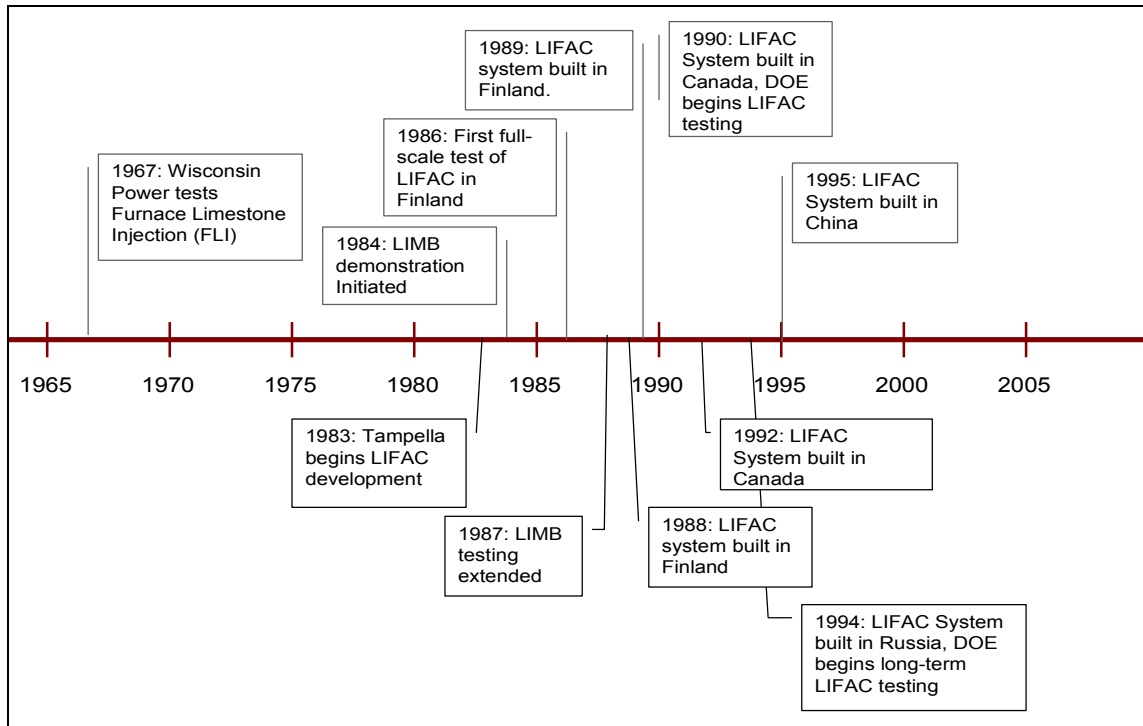 1989: LIFAC
system built in
Finland.
1990: LIFAC
System built in
Canada, DOE
begins LIFAC
testing
1986: First full-
scale test of
LIFAC in
Finland
1967: Wisconsin
Power tests
Furnace Limestone
Injection (FLI)
1995: LIFAC
System built in
China
1984: LIMB
demonstration
Initiated
1965 1970 1975 1980 1985 1990 1995 2000 2005
1983: Tampella
begins LIFAC
development
1992: LIFAC
System built in
Canada
1987: LIMB
testing
extended
1988: LIFAC
system built in
Finland
1994: LIFAC System
built in Russia, DOE
begins long-term
LIFAC testing